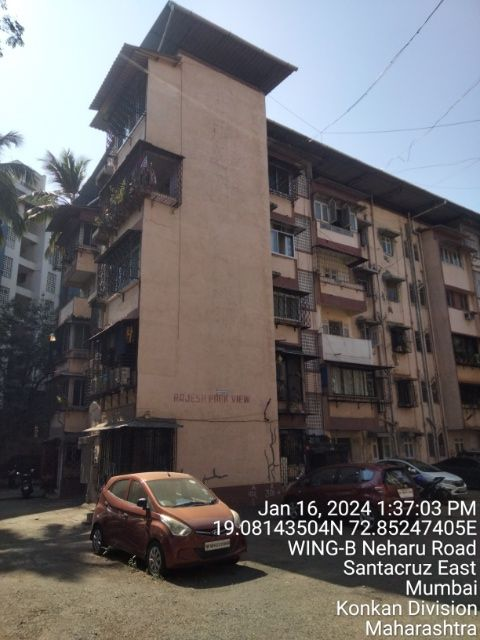 RAJESH PARK VIEW
Jan 16, 2024 1:37:03 PM
19.08143504N 72.85247405E
WING-B Neharu Road
Santacruz East
Mumbai
Konkan Division
Maharashtra